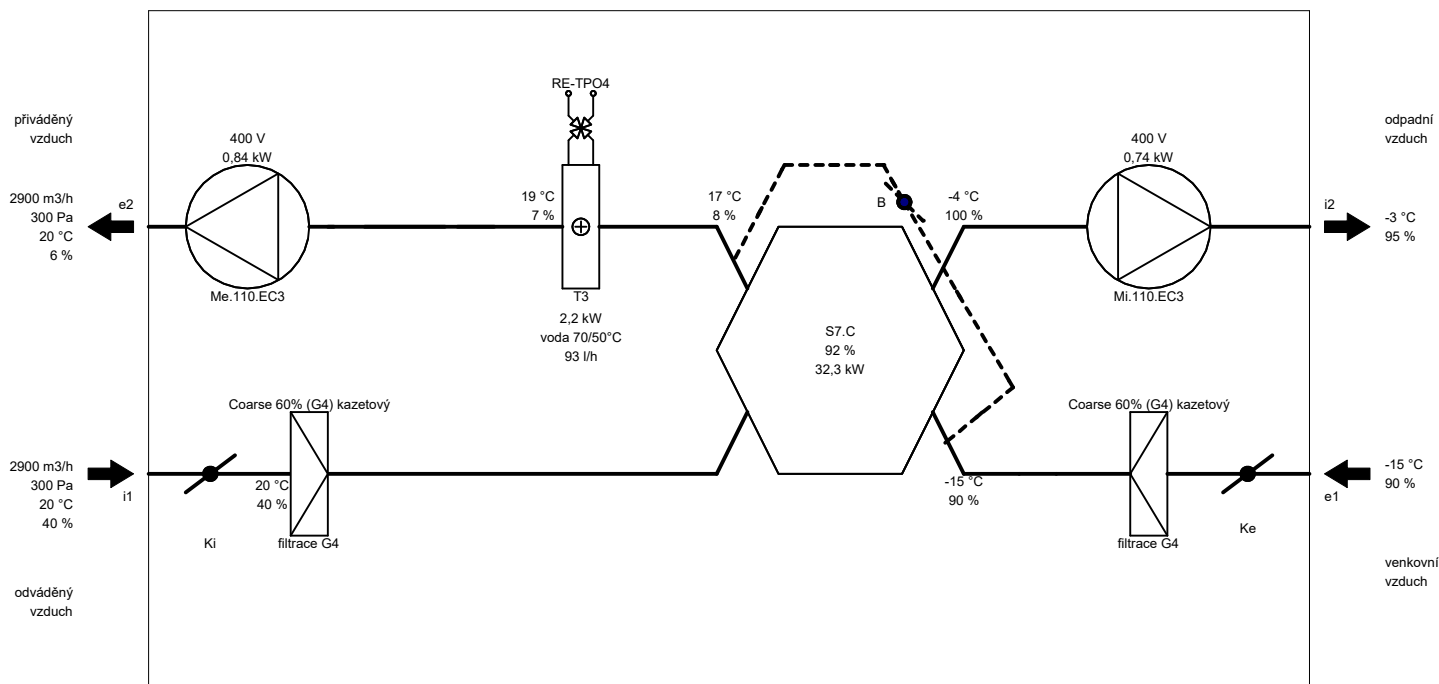 RE-TPO4
přiváděný
vzduch
400 V
0,84 kW
400 V
0,74 kW
odpadní
vzduch
2900 m3/h
300 Pa
20 °C
6 %
e2
19 °C
7 %
17 °C
8 %
B
-4 °C
100 %
i2
-3 °C
95 %
Me.110.EC3
T3
2,2 kW
voda 70/50°C
93 l/h
Mi.110.EC3
S7.C
92 %
32,3 kW
Coarse 60% (G4) kazetový
Coarse 60% (G4) kazetový
2900 m3/h
300 Pa
20 °C
40 %
i1
20 °C
40 %
-15 °C
90 %
-15 °C
90 %
e1
Ki
filtrace G4
filtrace G4
Ke
odváděný
vzduch
venkovní
vzduch